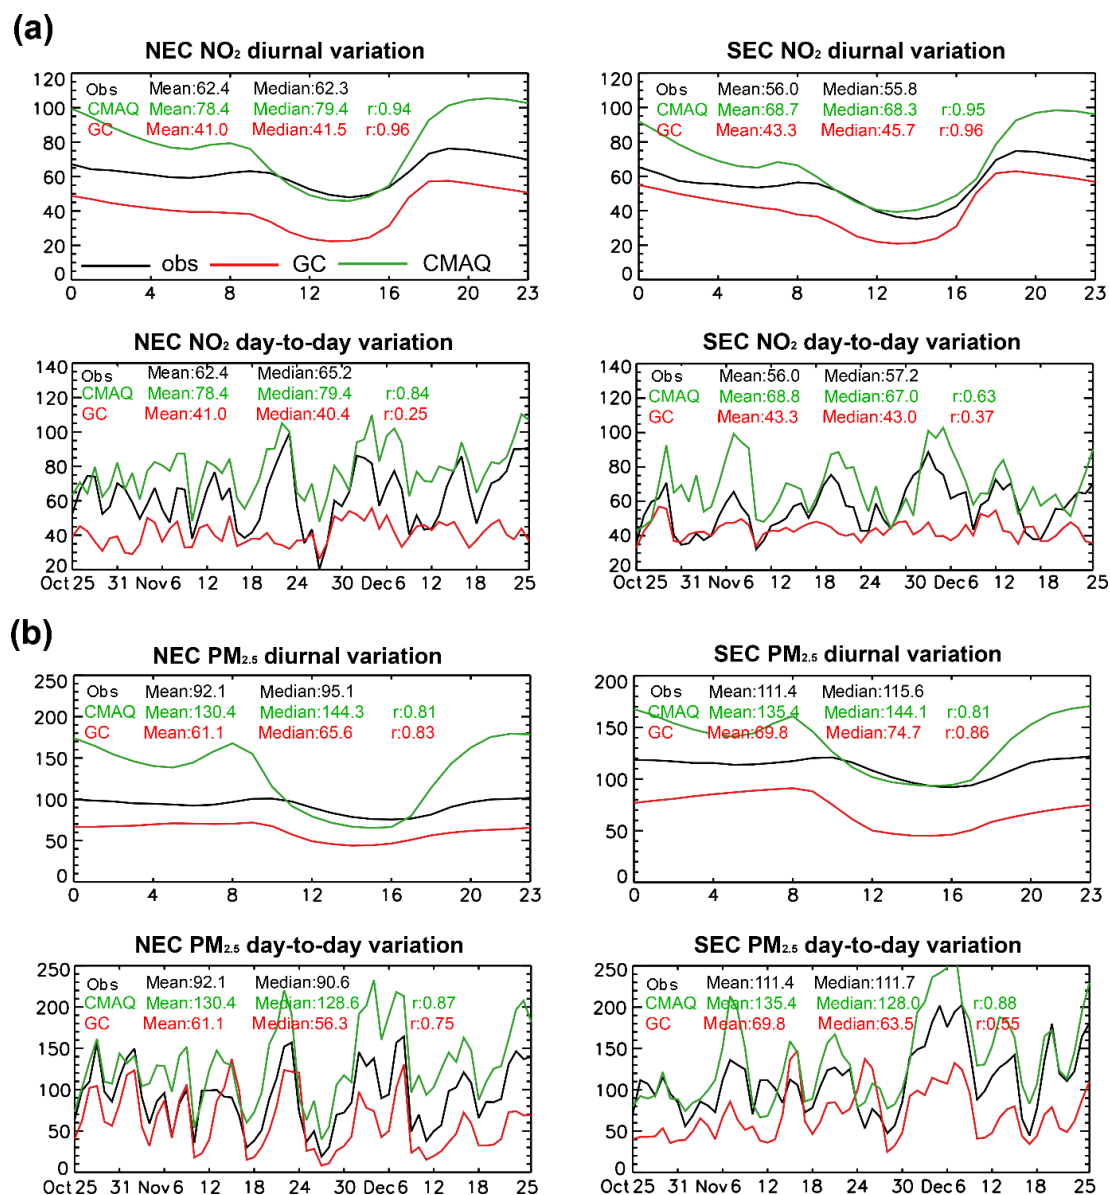 (a)
NEC NO₂ diurnal variation
120
100
80
60
40
20
0
Obs Mean:62.4 Median:62.3
CMAQ Mean:78.4 Median:79.4 r:0.94
GC Mean:41.0 Median:41.5 r:0.96
obs GC CMAQ
0 4 8 12 16 20 23
SEC NO₂ diurnal variation
120
100
80
60
40
20
0
Obs Mean:56.0 Median:55.8
CMAQ Mean:68.7 Median:68.3 r:0.95
GC Mean:43.3 Median:45.7 r:0.96
0 4 8 12 16 20 23
NEC NO₂ day-to-day variation
140
120
100
80
60
40
20
Obs Mean:62.4 Median:65.2
CMAQ Mean:78.4 Median:79.4 r:0.84
GC Mean:41.0 Median:40.4 r:0.25
Oct 25 31 Nov 6 12 18 24 30 Dec 6 12 18 25
SEC NO₂ day-to-day variation
140
120
100
80
60
40
20
Obs Mean:56.0 Median:57.2
CMAQ Mean:68.8 Median:67.0 r:0.63
GC Mean:43.3 Median:43.0 r:0.37
Oct 25 31 Nov 6 12 18 24 30 Dec 6 12 18 25
(b)
NEC PM₂.₅ diurnal variation
250
200
150
100
50
0
Obs Mean:92.1 Median:95.1
CMAQ Mean:130.4 Median:144.3 r:0.81
GC Mean:61.1 Median:65.6 r:0.83
0 4 8 12 16 20 23
SEC PM₂.₅ diurnal variation
200
150
100
50
0
Obs Mean:111.4 Median:115.6
CMAQ Mean:135.4 Median:144.1 r:0.81
GC Mean:69.8 Median:74.7 r:0.86
0 4 8 12 16 20 23
NEC PM₂.₅ day-to-day variation
250
200
150
100
50
0
Obs Mean:92.1 Median:90.6
CMAQ Mean:130.4 Median:128.6 r:0.87
GC Mean:61.1 Median:56.3 r:0.75
Oct 25 31 Nov 6 12 18 24 30 Dec 6 12 18 25
SEC PM₂.₅ day-to-day variation
250
200
150
100
50
0
Obs Mean:111.4 Median:111.7
CMAQ Mean:135.4 Median:128.0 r:0.88
GC Mean:69.8 Median:63.5 r:0.55
Oct 25 31 Nov 6 12 18 24 30 Dec 6 12 18 25